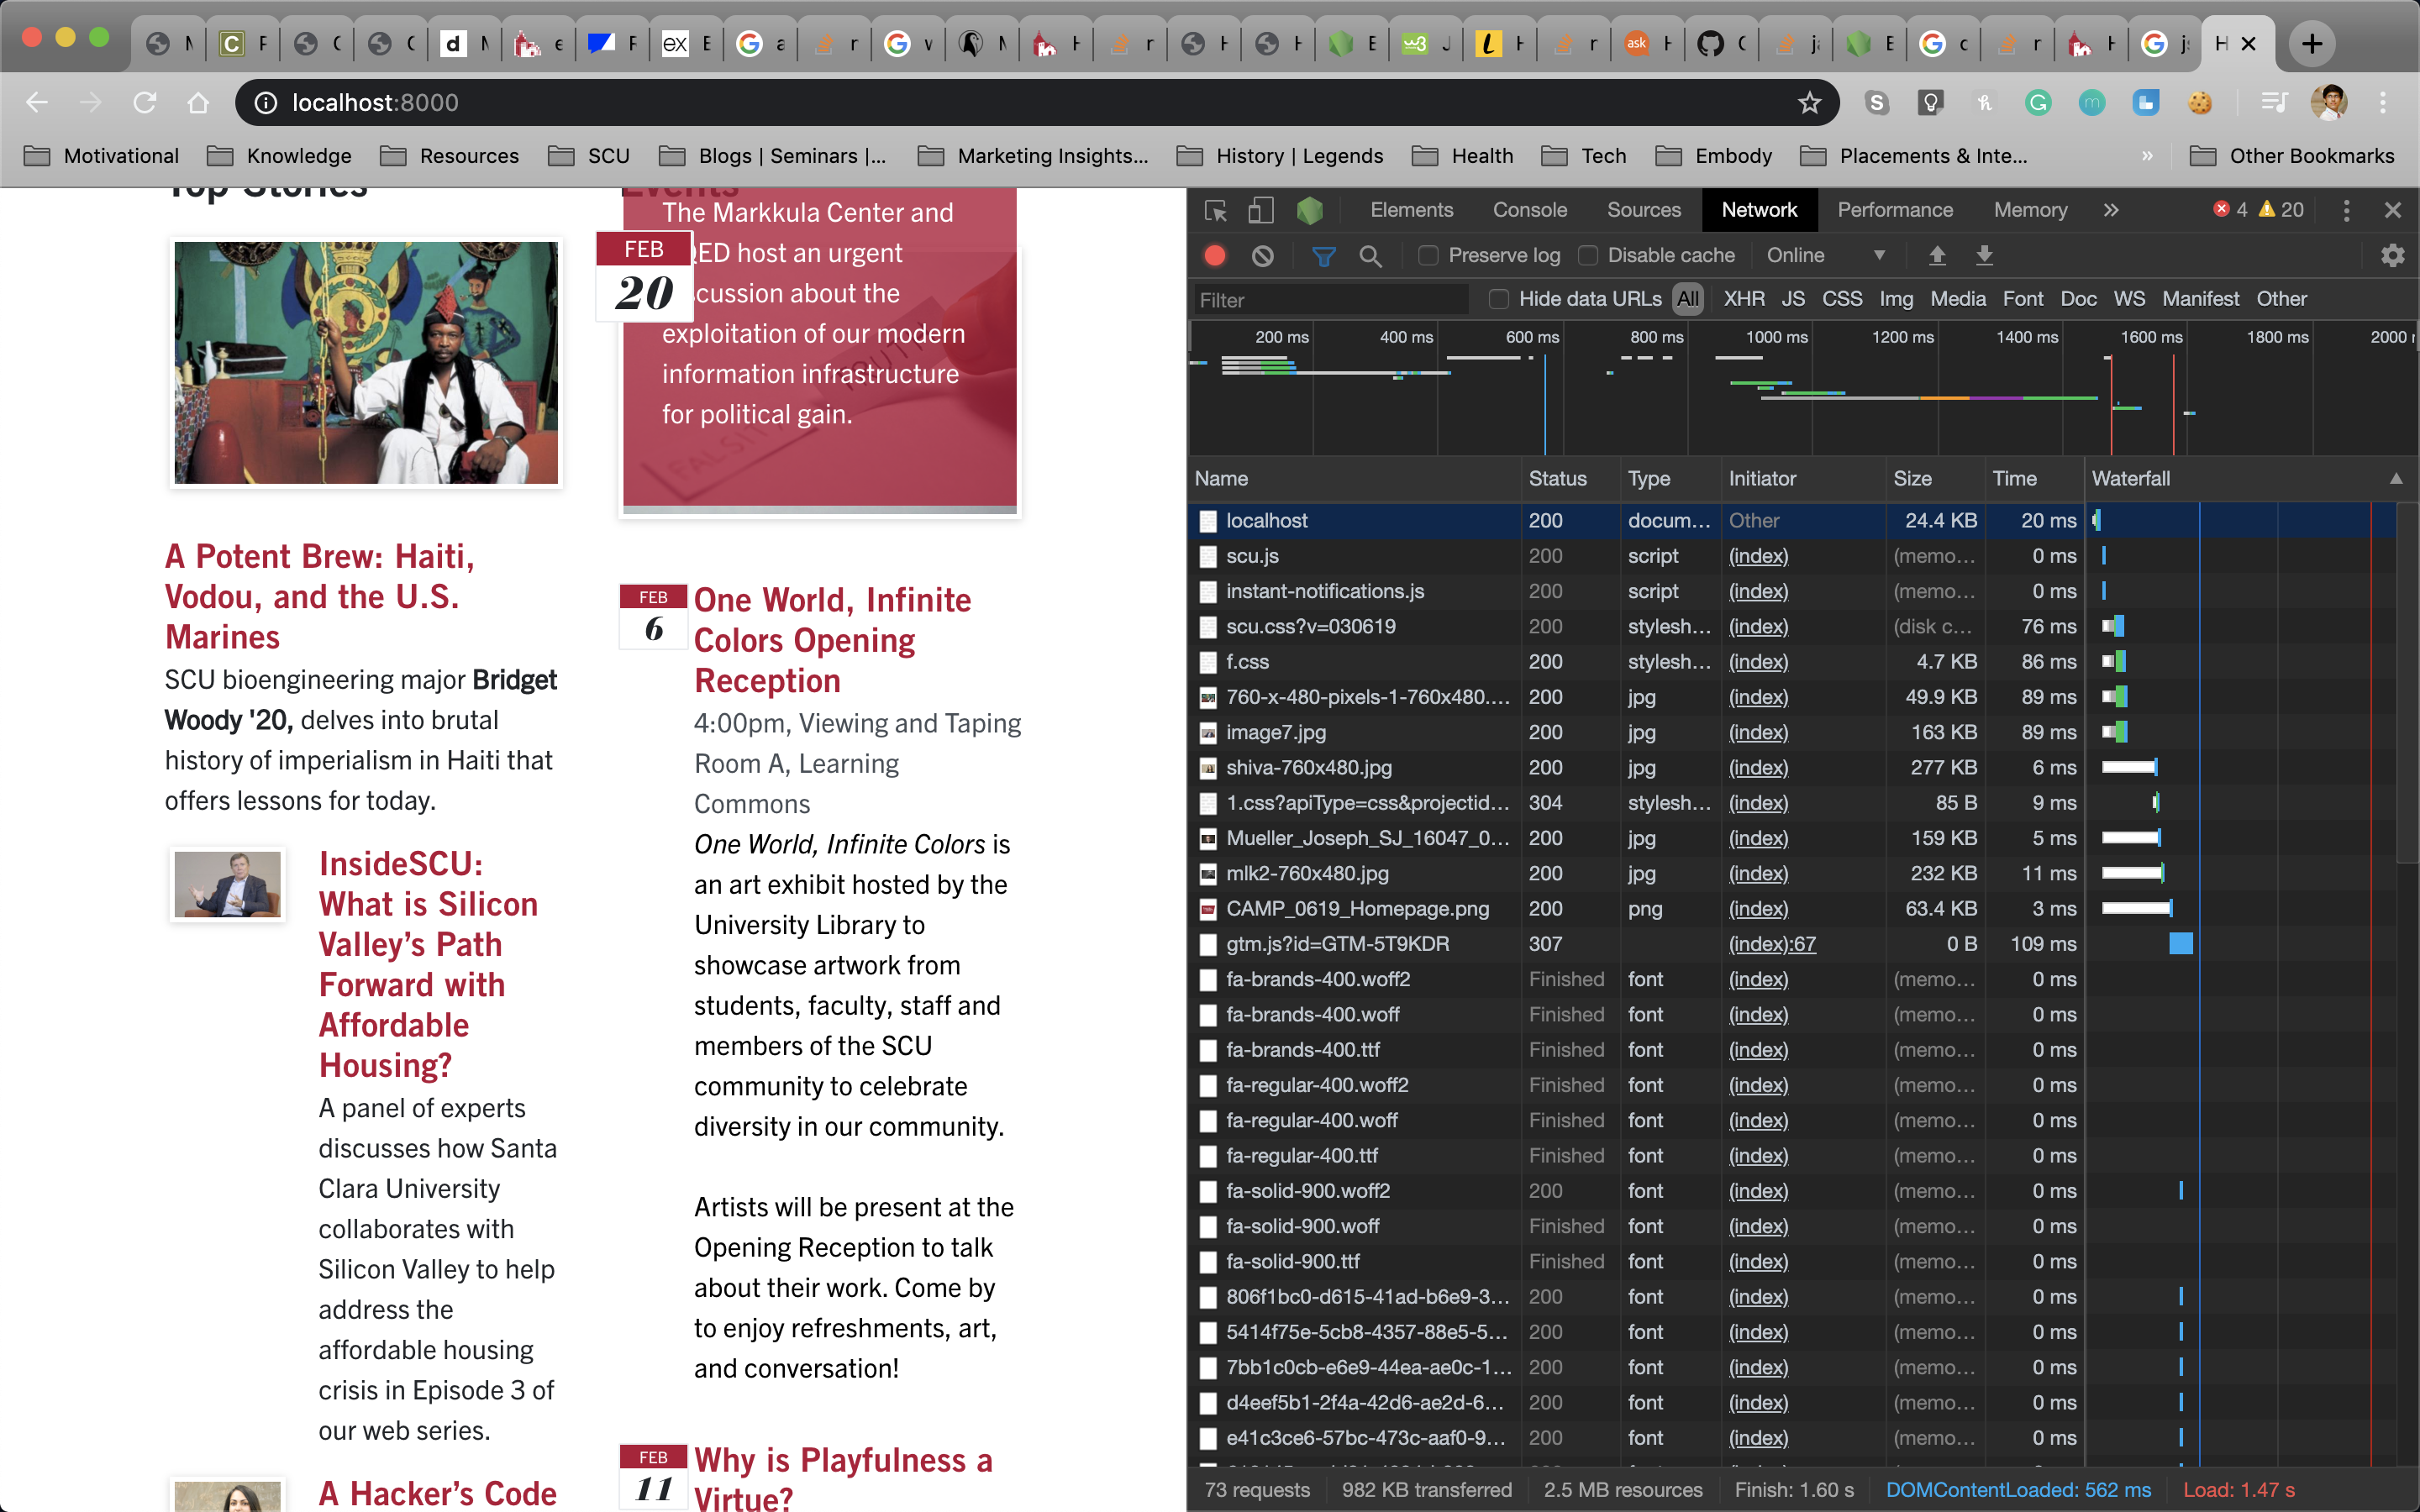 localhost:8000
Motivational
Knowledge
Resources
SCU
Blogs | Seminars |...
Marketing Insights...
History | Legends
Health
Tech
Embody
Placements & Inte...
»
Other Bookmarks
Top Stories
A Potent Brew: Haiti,
Vodou, and the U.S.
Marines
SCU bioengineering major Bridget
Woody '20, delves into brutal
history of imperialism in Haiti that
offers lessons for today.
InsideSCU:
What is Silicon
Valley’s Path
Forward with
Affordable
Housing?
A panel of experts
discusses how Santa
Clara University
collaborates with
Silicon Valley to help
address the
affordable housing
crisis in Episode 3 of
our web series.
A Hacker’s Code
Events
FEB
20
The Markkula Center and
QED host an urgent
cussion about the
exploitation of our modern
information infrastructure
for political gain.
FEB
6
One World, Infinite
Colors Opening
Reception
4:00pm, Viewing and Taping
Room A, Learning
Commons
One World, Infinite Colors is
an art exhibit hosted by the
University Library to
showcase artwork from
students, faculty, staff and
members of the SCU
community to celebrate
diversity in our community.
Artists will be present at the
Opening Reception to talk
about their work. Come by
to enjoy refreshments, art,
and conversation!
FEB
11
Why is Playfulness a
Virtue?
Elements Console Sources Network Performance Memory » 4 20
Preserve log Disable cache Online
Filter Hide data URLs All XHR JS CSS Img Media Font Doc WS Manifest Other
200 ms 400 ms 600 ms 800 ms 1000 ms 1200 ms 1400 ms 1600 ms 1800 ms 2000
Name Status Type Initiator Size Time Waterfall
localhost 200 docum... Other 24.4 KB 20 ms
scu.js 200 script (index) (memo... 0 ms
instant-notifications.js 200 script (index) (memo... 0 ms
scu.css?v=030619 200 stylesh... (index) (disk c... 76 ms
f.css 200 stylesh... (index) 4.7 KB 86 ms
760-x-480-pixels-1-760x480.... 200 jpg (index) 49.9 KB 89 ms
image7.jpg 200 jpg (index) 163 KB 89 ms
shiva-760x480.jpg 200 jpg (index) 277 KB 6 ms
1.css?apiType=css&projectid... 304 stylesh... (index) 85 B 9 ms
Mueller_Joseph_SJ_16047_0... 200 jpg (index) 159 KB 5 ms
mlk2-760x480.jpg 200 jpg (index) 232 KB 11 ms
CAMP_0619_Homepage.png 200 png (index) 63.4 KB 3 ms
gtm.js?id=GTM-5T9KDR 307 (index):67 0 B 109 ms
fa-brands-400.woff2 Finished font (index) (memo... 0 ms
fa-brands-400.woff Finished font (index) (memo... 0 ms
fa-brands-400.ttf Finished font (index) (memo... 0 ms
fa-regular-400.woff2 Finished font (index) (memo... 0 ms
fa-regular-400.woff Finished font (index) (memo... 0 ms
fa-regular-400.ttf Finished font (index) (memo... 0 ms
fa-solid-900.woff2 200 font (index) (memo... 0 ms
fa-solid-900.woff Finished font (index) (memo... 0 ms
fa-solid-900.ttf Finished font (index) (memo... 0 ms
806f1bc0-d615-41ad-b6e9-3... 200 font (index) (memo... 0 ms
5414f75e-5cb8-4357-88e5-5... 200 font (index) (memo... 0 ms
7bb1c0cb-e6e9-44ea-ae0c-1... 200 font (index) (memo... 0 ms
d4eef5b1-2f4a-42d6-ae2d-6... 200 font (index) (memo... 0 ms
e41c3ce6-57bc-473c-aaf0-9... 200 font (index) (memo... 0 ms
73 requests 982 KB transferred 2.5 MB resources Finish: 1.60 s DOMContentLoaded: 562 ms Load: 1.47 s